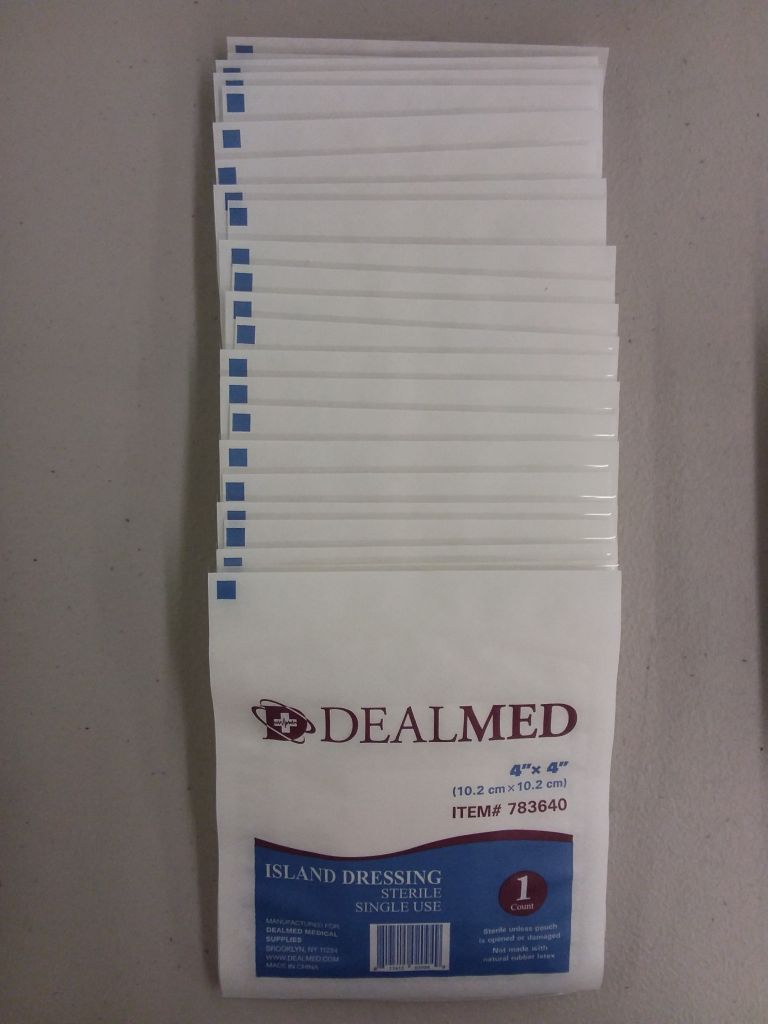 DEALMED
4" x 4"
(10.2 cm x 10.2 cm)
ITEM# 783640
ISLAND DRESSING
STERILE
SINGLE USE
1
Count
MANUFACTURED FOR:
DEALMED MEDICAL
SUPPLIES
BROOKLYN, NY 11234
WWW.DEALMED.COM
MADE IN CHINA
Sterile unless pouch
is opened or damaged
Not made with
natural rubber latex